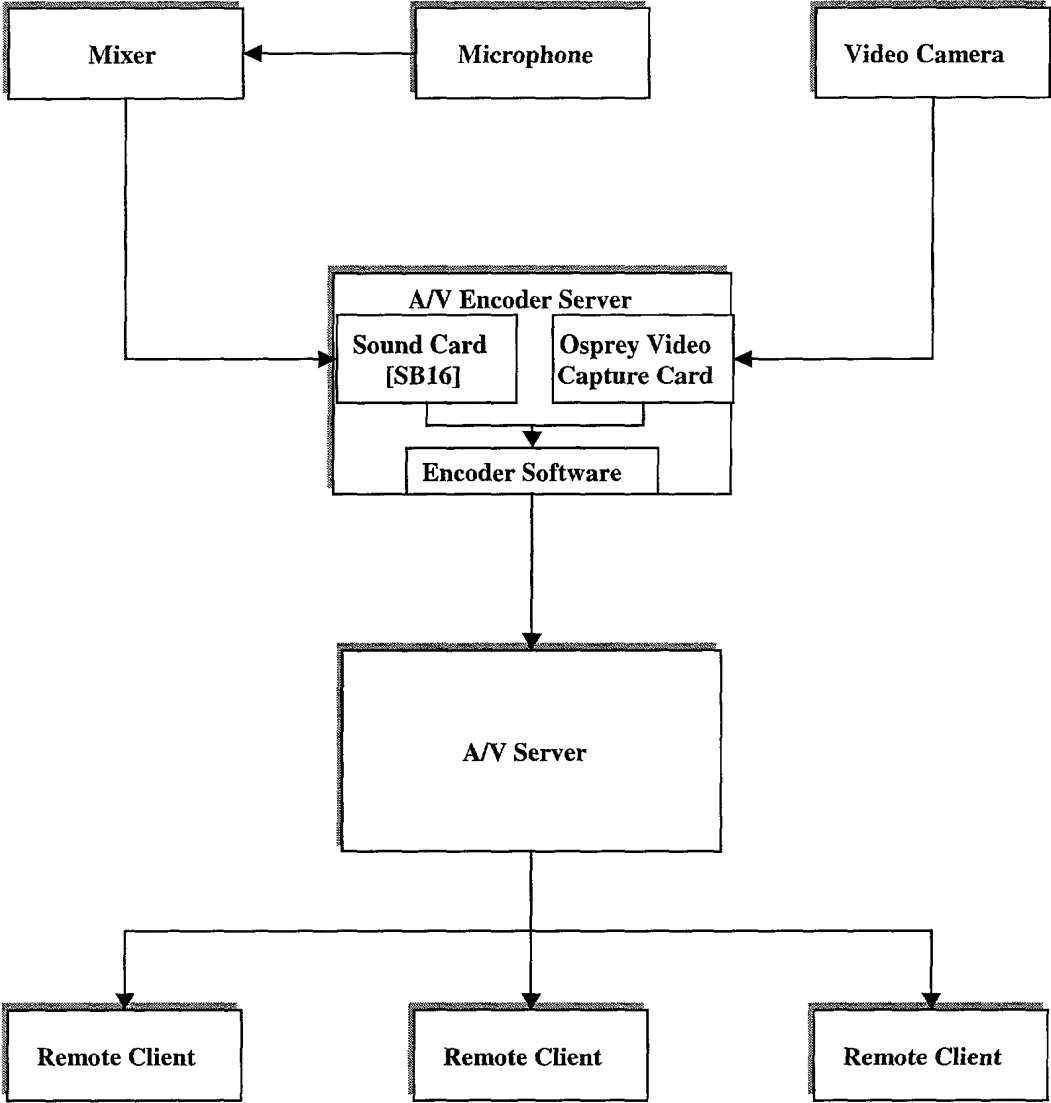 Mixer
Microphone
Video Camera
A/V Encoder Server
Sound Card
[SB16]
Osprey Video
Capture Card
Encoder Software
A/V Server
Remote Client
Remote Client
Remote Client